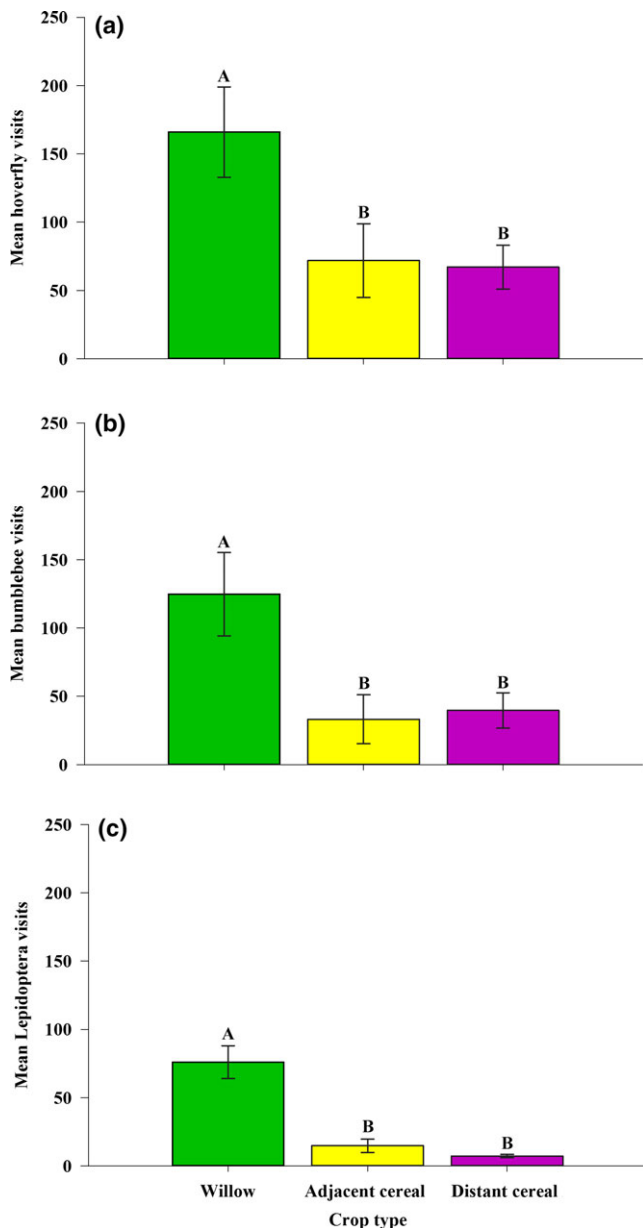 (a)
Mean hoverfly visits
250
200
150
100
50
0
A
B
B
(b)
Mean bumblebee visits
250
200
150
100
50
0
A
B
B
(c)
Mean Lepidoptera visits
250
200
150
100
50
0
A
B
B
Willow Adjacent cereal Distant cereal
Crop type